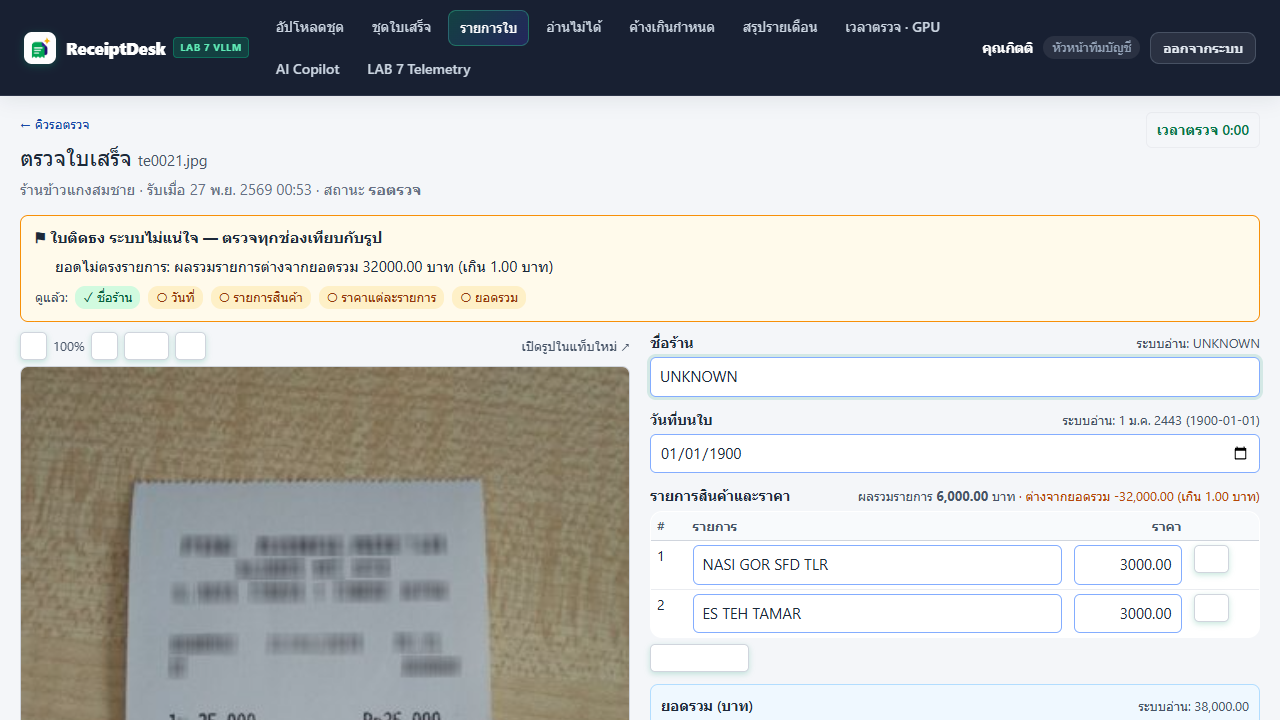 ReceiptDesk LAB 7 VLLM
อัปโหลดชุด ชุดใบเสร็จ รายการใบ อ่านไม่ได้ ค้างเกินกำหนด สรุปรายเดือน เวลาตรวจ · GPU
AI Copilot LAB 7 Telemetry
คุณกิตติ หัวหน้าทีมบัญชี ออกจากระบบ
← คิวรอตรวจ
เวลาตรวจ 0:00
ตรวจใบเสร็จ te0021.jpg
ร้านข้าวแกงสมชาย · รับเมื่อ 27 พ.ย. 2569 00:53 · สถานะ รอตรวจ
⚑ ใบติดธง ระบบไม่แน่ใจ — ตรวจทุกช่องเทียบกับรูป
ยอดไม่ตรงรายการ: ผลรวมรายการต่างจากยอดรวม 32000.00 บาท (เกิน 1.00 บาท)
ดูแล้ว: ✓ ชื่อร้าน ○ วันที่ ○ รายการสินค้า ○ ราคาแต่ละรายการ ○ ยอดรวม
100% เปิดรูปในแท็บใหม่ ↗
ชื่อร้าน ระบบอ่าน: UNKNOWN
UNKNOWN
วันที่บนใบ ระบบอ่าน: 1 ม.ค. 2443 (1900-01-01)
01/01/1900
รายการสินค้าและราคา ผลรวมรายการ 6,000.00 บาท · ต่างจากยอดรวม -32,000.00 (เกิน 1.00 บาท)
# รายการ ราคา
1 NASI GOR SFD TLR 3000.00
2 ES TEH TAMAR 3000.00
ยอดรวม (บาท) ระบบอ่าน: 38,000.00